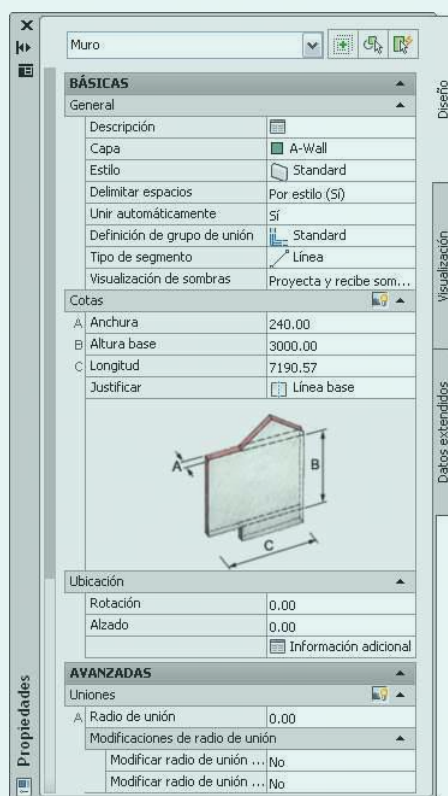 Muro
BÁSICAS
General
Descripción
Capa A-Wall
Estilo Standard
Delimitar espacios Por estilo (Sí)
Unir automáticamente Sí
Definición de grupo de unión Standard
Tipo de segmento Línea
Visualización de sombras Proyecta y recibe som...
Cotas
A Anchura 240.00
B Altura base 3000.00
C Longitud 7190.57
Justificar Línea base
A
B
C
Ubicación
Rotación 0.00
Alzado 0.00
Información adicional
AVANZADAS
Uniones
A Radio de unión 0.00
Modificaciones de radio de unión
Modificar radio de unión ... No
Modificar radio de unión ... No
Propiedades
Diseño
Visualización
Datos extendidos